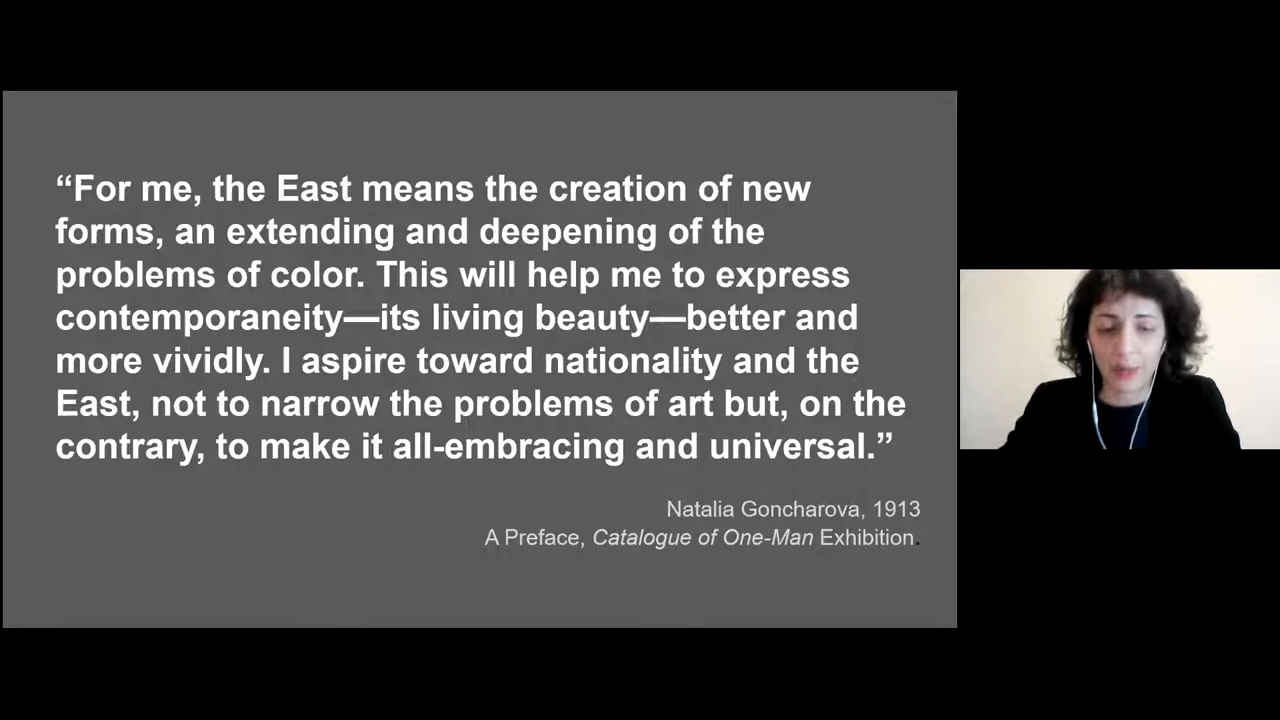 “For me, the East means the creation of new
forms, an extending and deepening of the
problems of color. This will help me to express
contemporaneity—its living beauty—better and
more vividly. I aspire toward nationality and the
East, not to narrow the problems of art but, on the
contrary, to make it all-embracing and universal.”
Natalia Goncharova, 1913
A Preface, Catalogue of One-Man Exhibition.